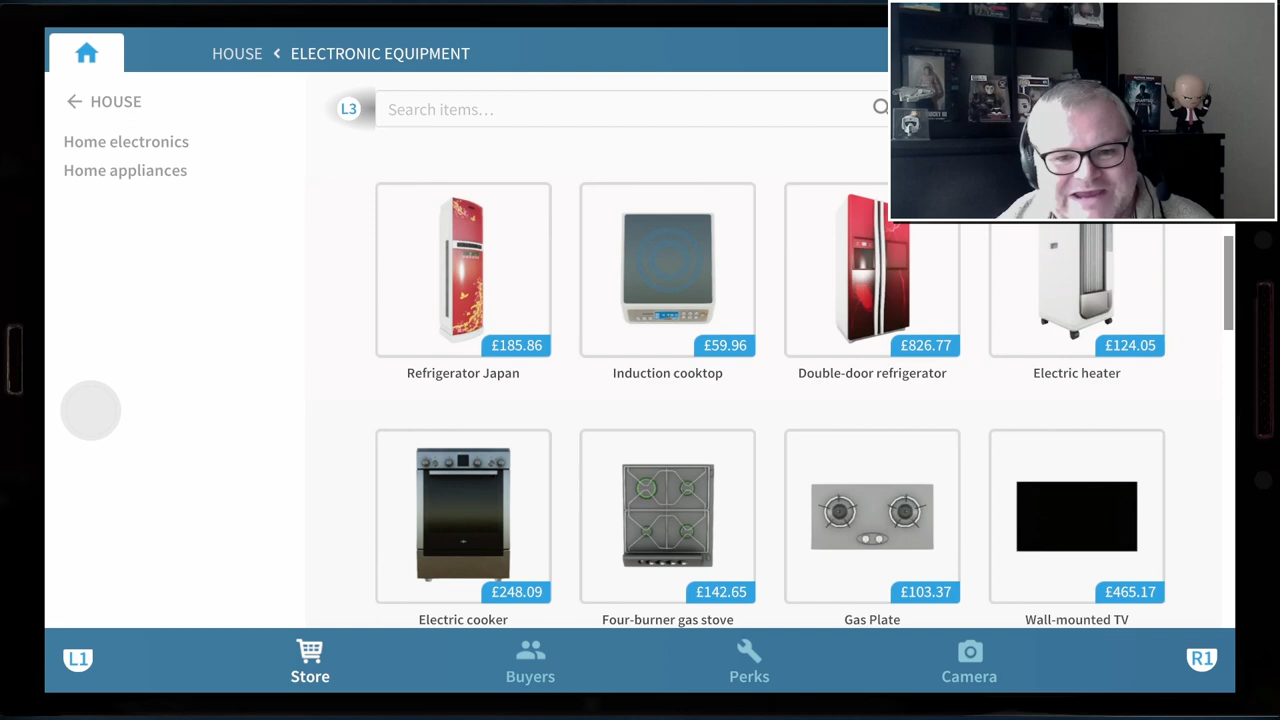 HOUSE < ELECTRONIC EQUIPMENT
HOUSE
Home electronics
Home appliances
L3
Search items...
£185.86
£59.96
£826.77
£124.05
Refrigerator Japan
Induction cooktop
Double-door refrigerator
Electric heater
£248.09
£142.65
£103.37
£465.17
Electric cooker
Four-burner gas stove
Gas Plate
Wall-mounted TV
L1
Store
Buyers
Perks
Camera
R1